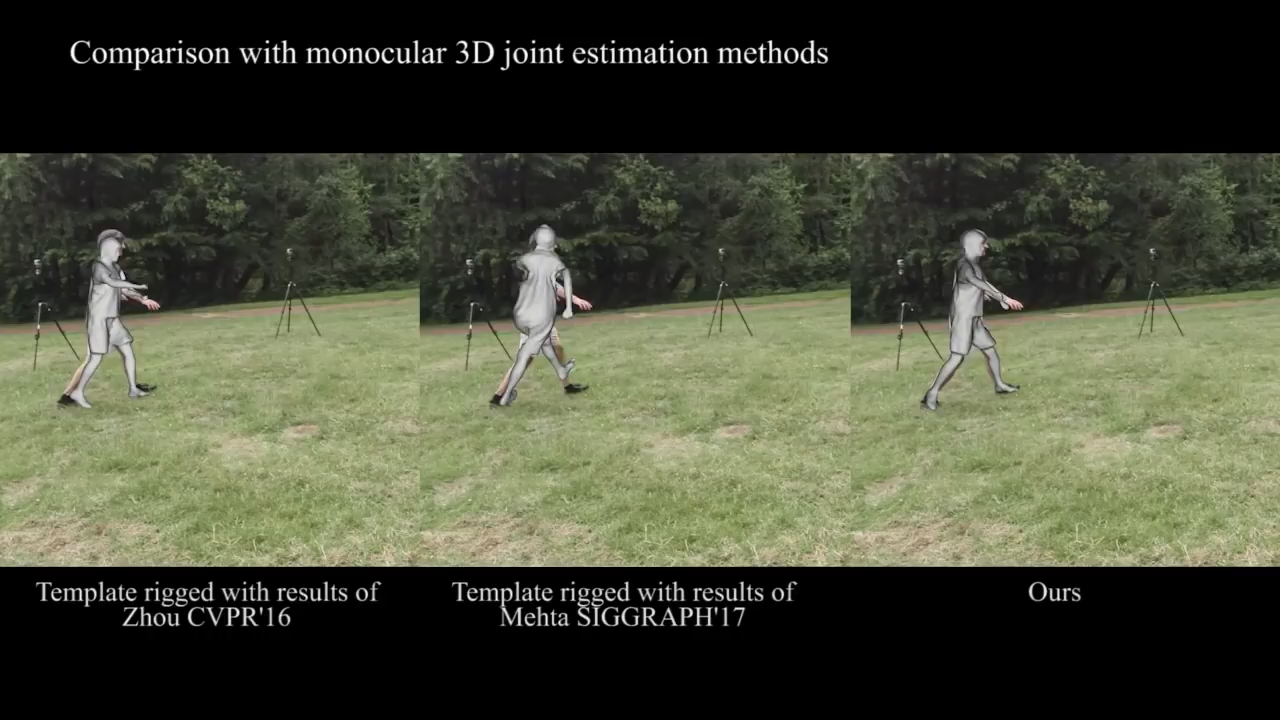 Comparison with monocular 3D joint estimation methods
Template rigged with results of
Zhou CVPR'16
Template rigged with results of
Mehta SIGGRAPH'17
Ours